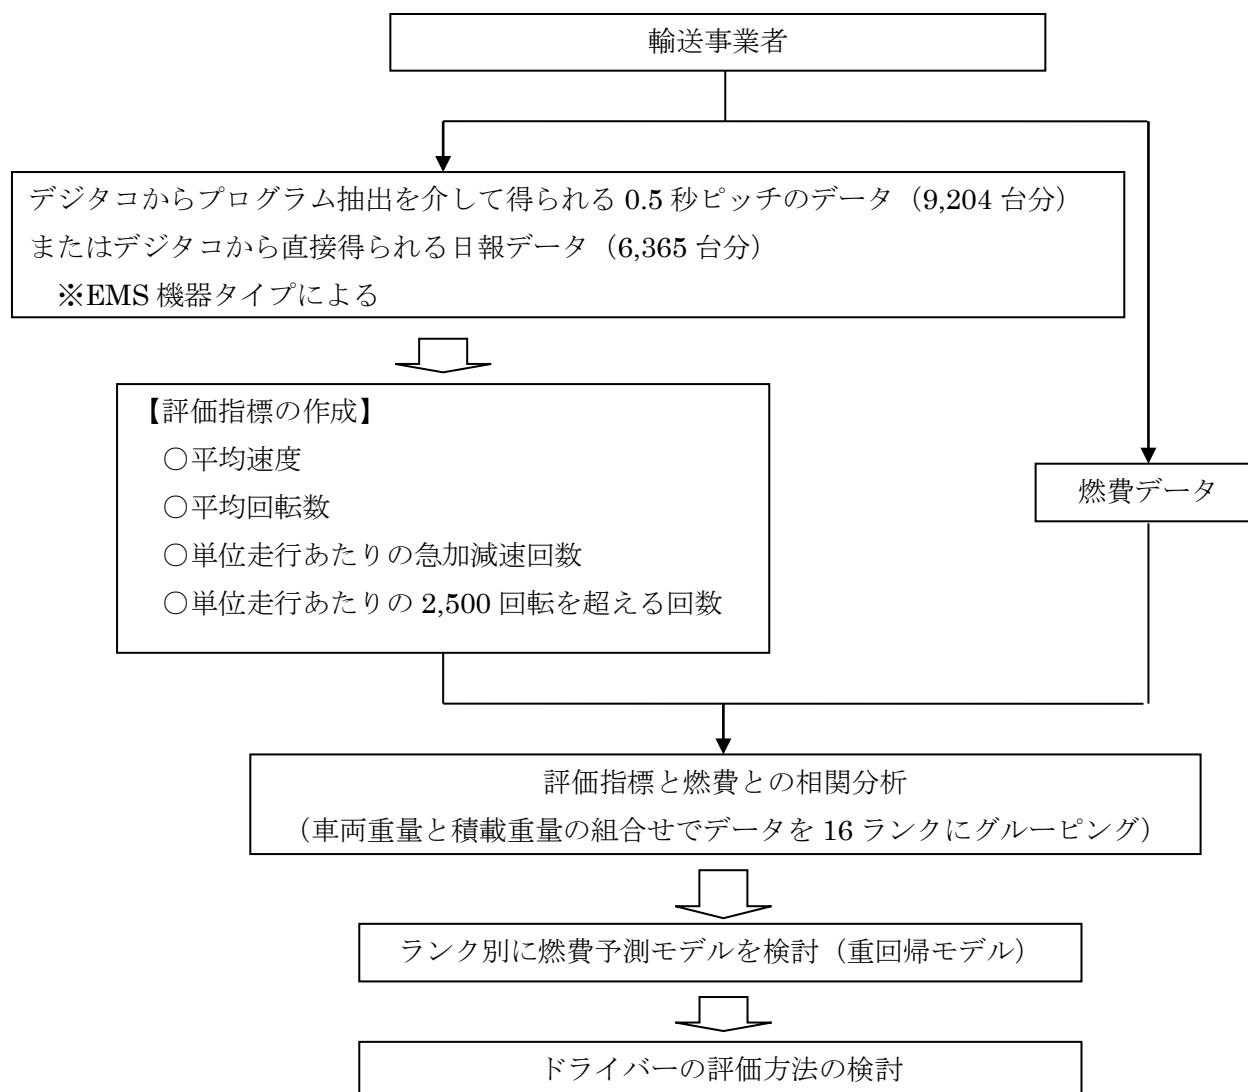 輸送事業者
デジタコからプログラム抽出を介して得られる 0.5 秒ピッチのデータ（9,204 台分）
またはデジタコから直接得られる日報データ（6,365 台分）
※EMS 機器タイプによる
【評価指標の作成】
○平均速度
○平均回転数
○単位走行あたりの急加減速回数
○単位走行あたりの 2,500 回転を超える回数
燃費データ
評価指標と燃費との相関分析
（車両重量と積載重量の組合せでデータを 16 ランクにグルーピング）
ランク別に燃費予測モデルを検討（重回帰モデル）
ドライバーの評価方法の検討